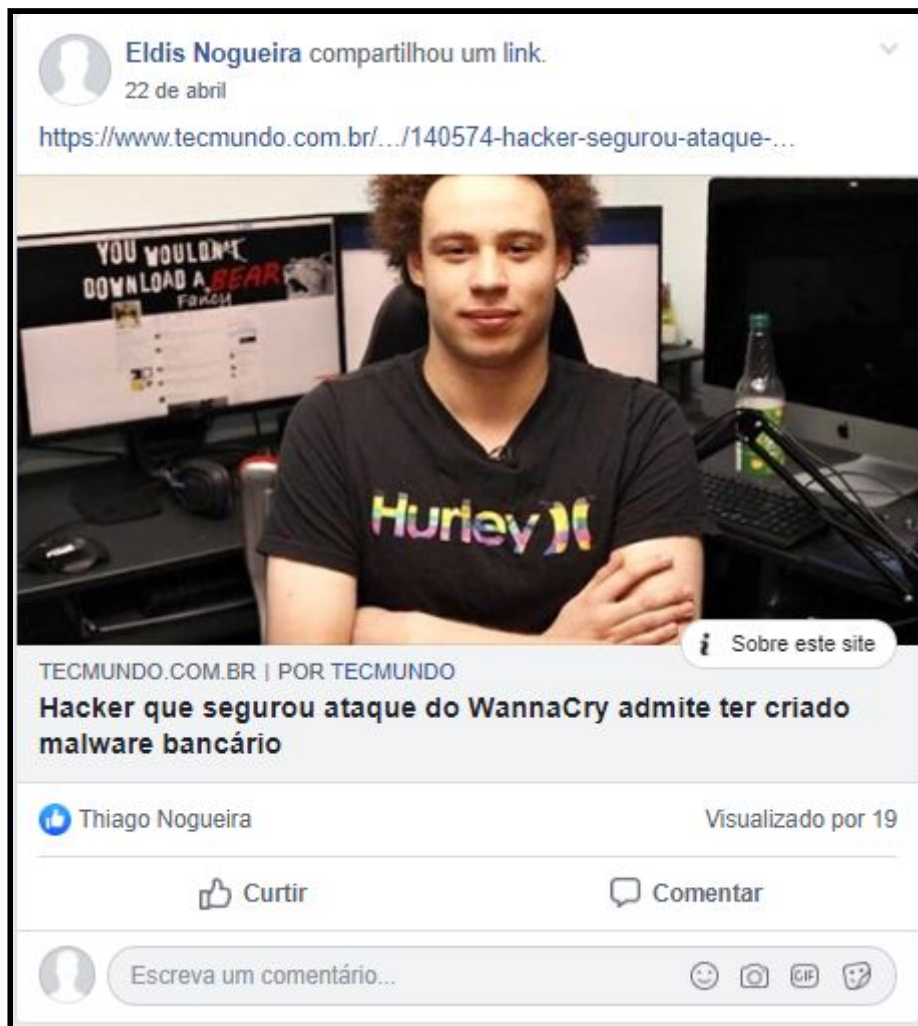 Eldis Nogueira compartilhou um link.
22 de abril
https://www.tecmundo.com.br/.../140574-hacker-segurou-ataque-...
YOU WOULDN'T
DOWNLOAD A BEAR
Fancy
Hurley
i Sobre este site
TECMUNDO.COM.BR | POR TECMUNDO
Hacker que segurou ataque do WannaCry admite ter criado
malware bancário
Thiago Nogueira
Visualizado por 19
Curtir
Comentar
Escreva um comentário...
GIF